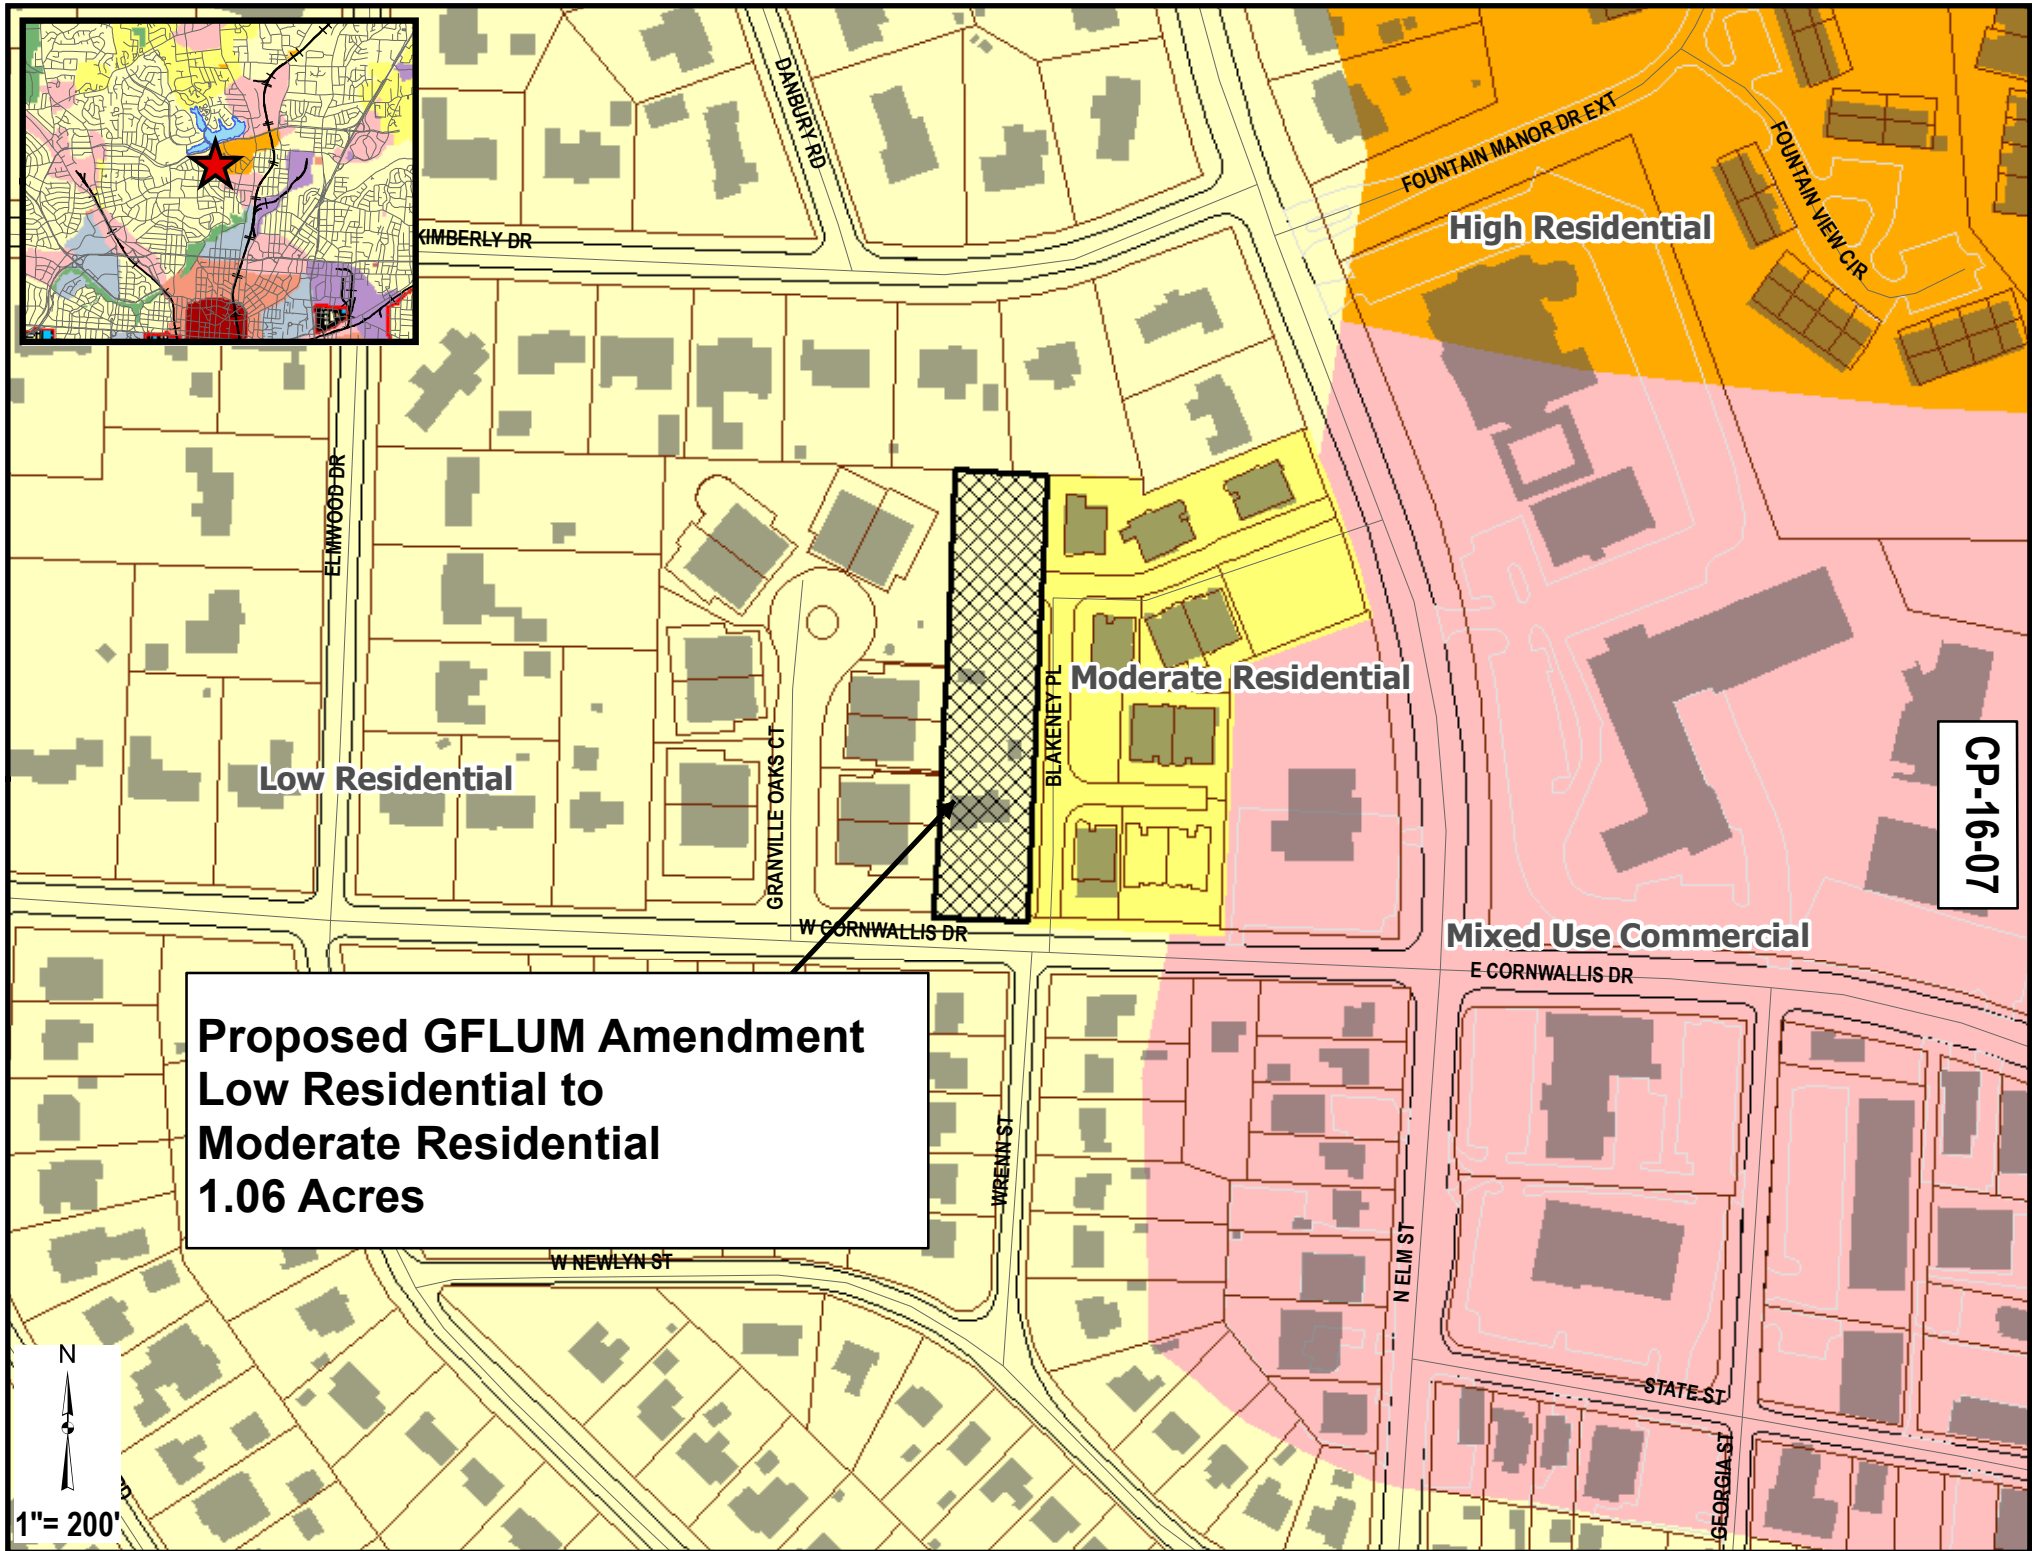 DANBURY RD
FOUNTAIN MANOR DR EXT
FOUNTAIN VIEW CIR
High Residential
KIMBERLY DR
ELMWOOD DR
Moderate Residential
BLAKENEY PL
GRANVILLE OAKS CT
Low Residential
CP-16-07
W CORNWALLIS DR
Mixed Use Commercial
E CORNWALLIS DR
Proposed GFLUM Amendment
Low Residential to
Moderate Residential
1.06 Acres
WRENN ST
N ELM ST
W NEWLYN ST
STATE ST
GEORGIA ST
N
1"= 200'